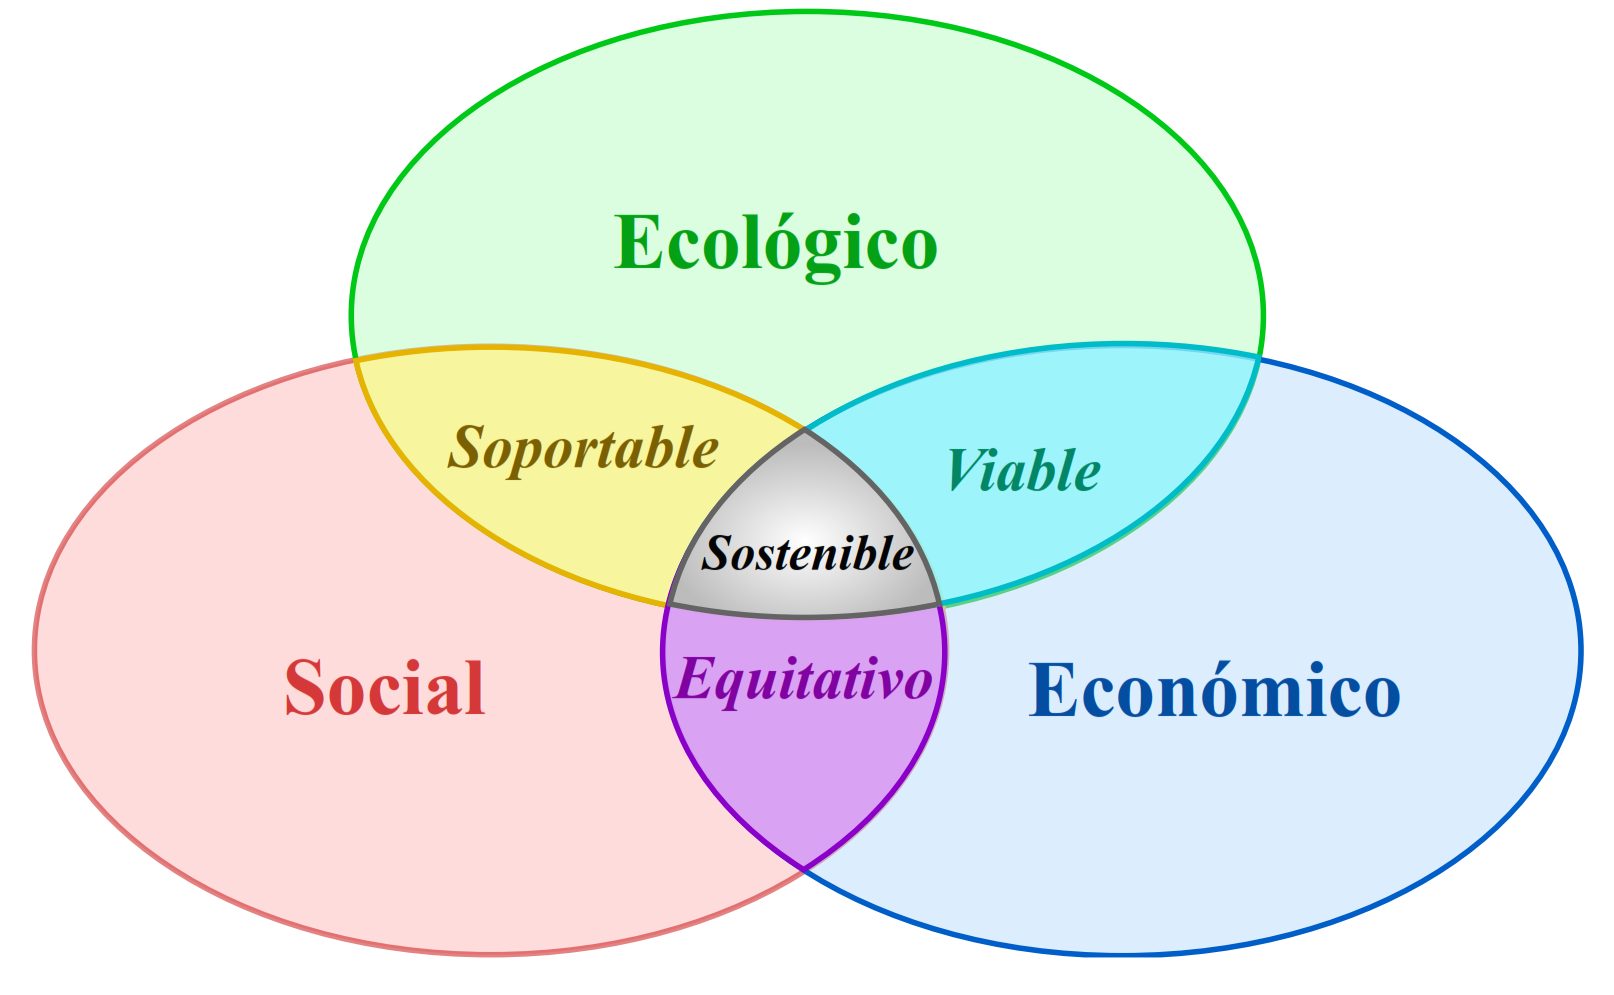 Ecológico
Soportable
Viable
Sostenible
Social
Equitativo
Económico